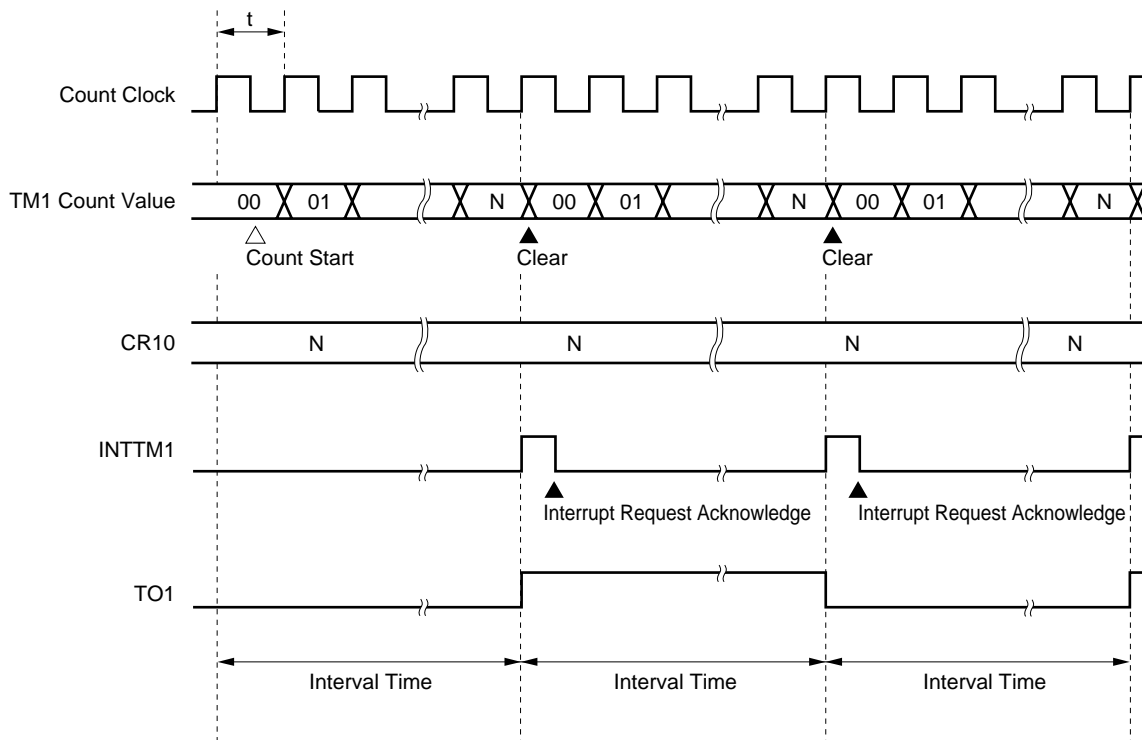 t
Count Clock
TM1 Count Value 00 01 N 00 01 N 00 01 N
Count Start Clear Clear
CR10 N N N N
INTTM1
Interrupt Request Acknowledge Interrupt Request Acknowledge
TO1
Interval Time Interval Time Interval Time